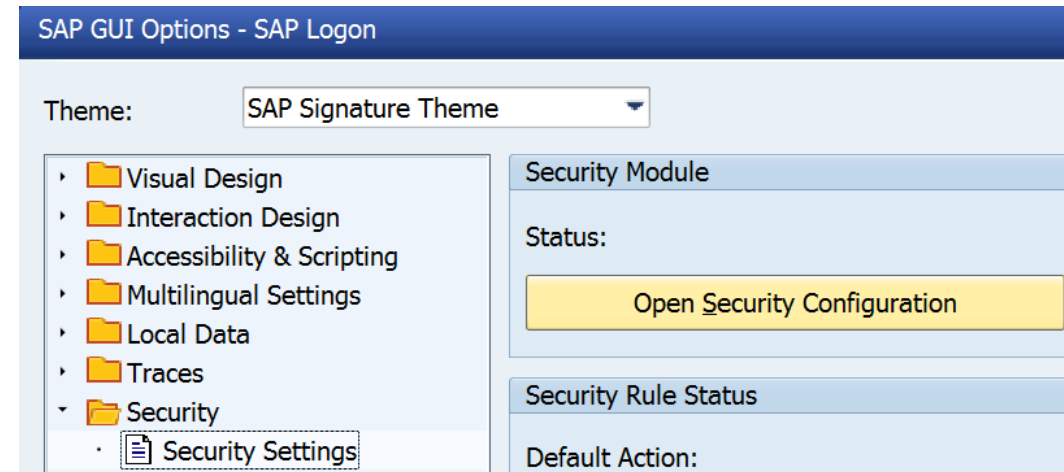 SAP GUI Options - SAP Logon
Theme:
SAP Signature Theme
Visual Design
Interaction Design
Accessibility & Scripting
Multilingual Settings
Local Data
Traces
Security
Security Settings
Security Module
Status:
Open Security Configuration
Security Rule Status
Default Action: